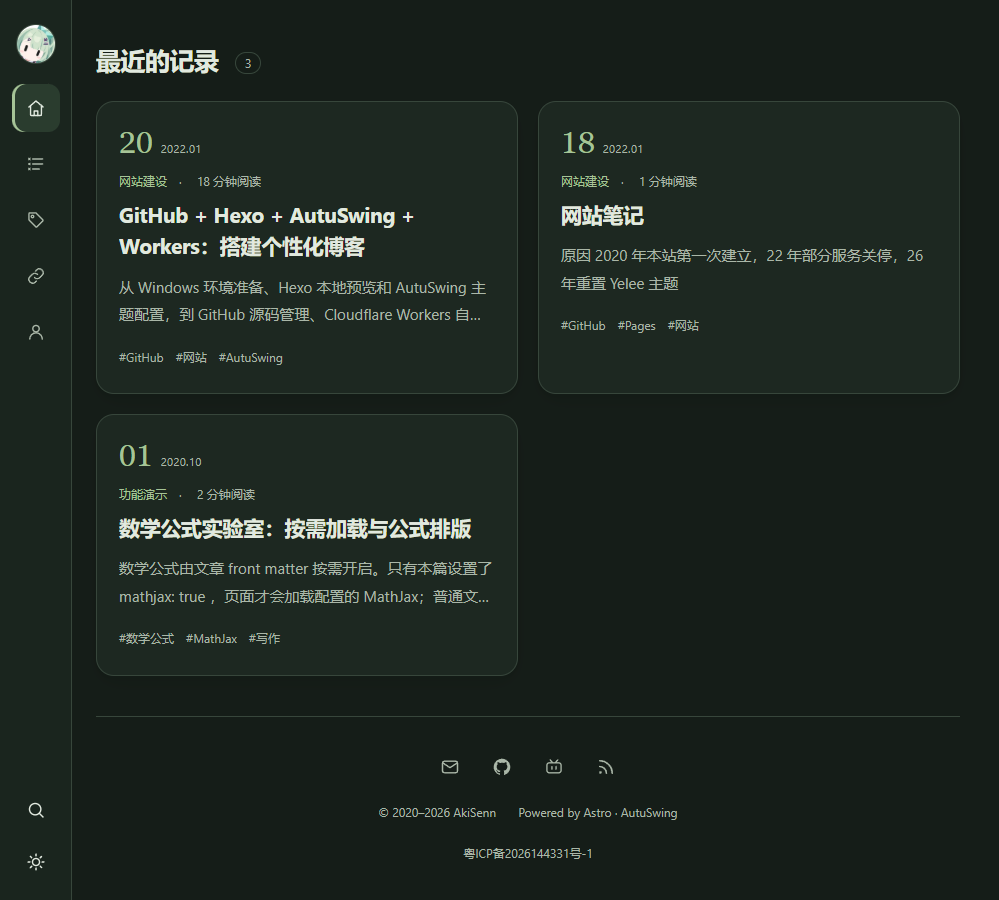 最近的记录 3
20 2022.01
网站建设 · 18 分钟阅读
GitHub + Hexo + AutuSwing +
Workers：搭建个性化博客
从 Windows 环境准备、Hexo 本地预览和 AutuSwing 主
题配置，到 GitHub 源码管理、Cloudflare Workers 自...
#GitHub #网站 #AutuSwing
18 2022.01
网站建设 · 1 分钟阅读
网站笔记
原因 2020 年本站第一次建立，22 年部分服务关停，26
年重置 Yelee 主题
#GitHub #Pages #网站
01 2020.10
功能演示 · 2 分钟阅读
数学公式实验室：按需加载与公式排版
数学公式由文章 front matter 按需开启。只有本篇设置了
mathjax: true ，页面才会加载配置的 MathJax；普通文...
#数学公式 #MathJax #写作
© 2020–2026 AkiSenn Powered by Astro · AutuSwing
粤ICP备2026144331号-1